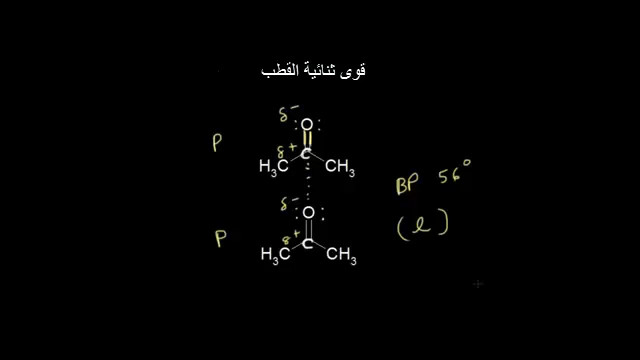 قوى ثنائية القطب
δ-
O
P δ+ C
H₃C CH₃
BP 56°
δ-
O (l)
P δ+ C
H₃C CH₃